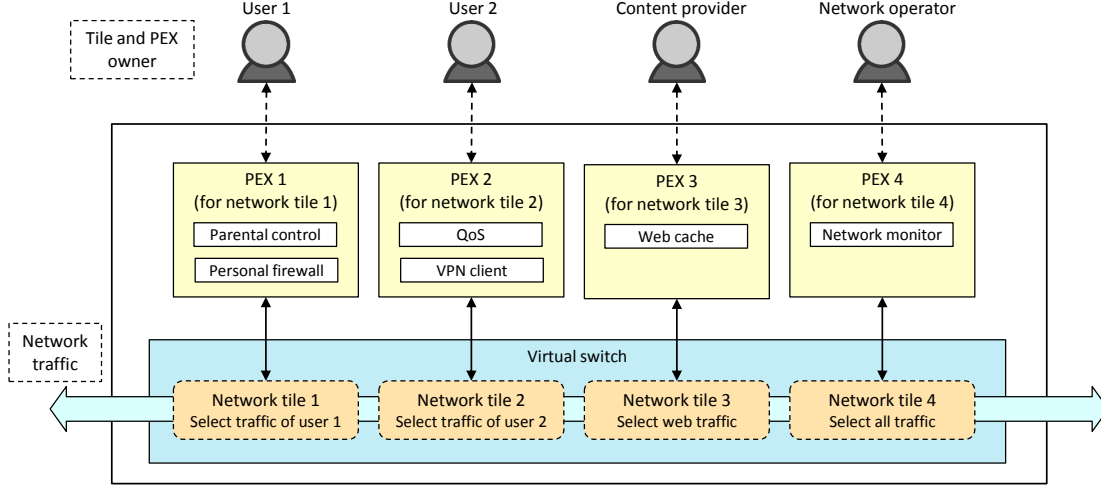 User 1
User 2
Content provider
Network operator
Tile and PEX
owner
PEX 1
(for network tile 1)
Parental control
Personal firewall
PEX 2
(for network tile 2)
QoS
VPN client
PEX 3
(for network tile 3)
Web cache
PEX 4
(for network tile 4)
Network monitor
Network
traffic
Virtual switch
Network tile 1
Select traffic of user 1
Network tile 2
Select traffic of user 2
Network tile 3
Select web traffic
Network tile 4
Select all traffic